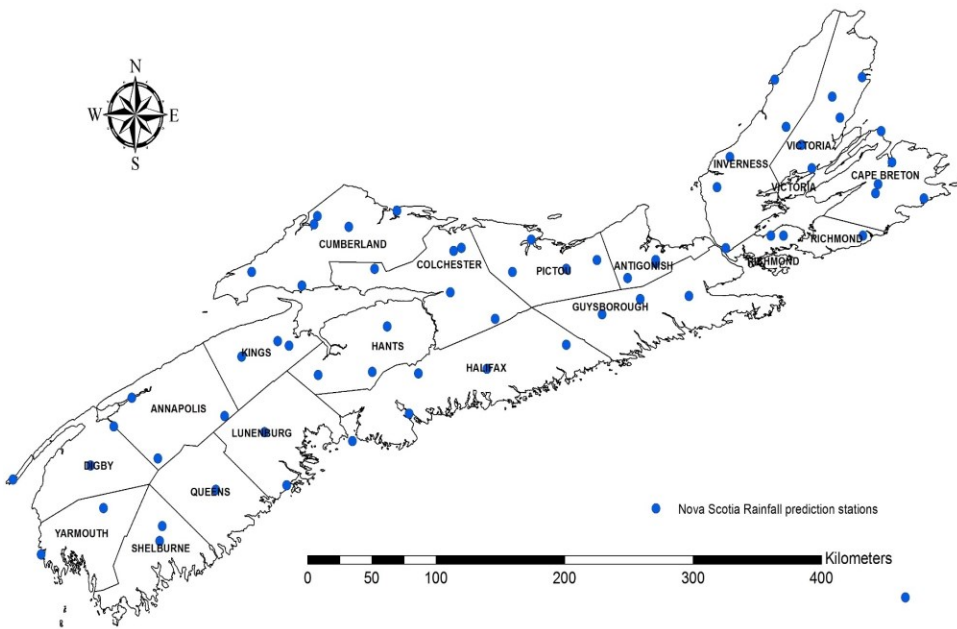 N
W E
S
INVERNESS
VICTORIA
VICTORIA
CAPE BRETON
RICHMOND
RICHMOND
CUMBERLAND
COLCHESTER
PICTOU
ANTIGONISH
GUYSBOROUGH
KINGS
HANTS
HALIFAX
ANNAPOLIS
LUNENBURG
DIGBY
QUEENS
YARMOUTH
SHELBURNE
Nova Scotia Rainfall prediction stations
Kilometers
0 25 50 100 200 300 400